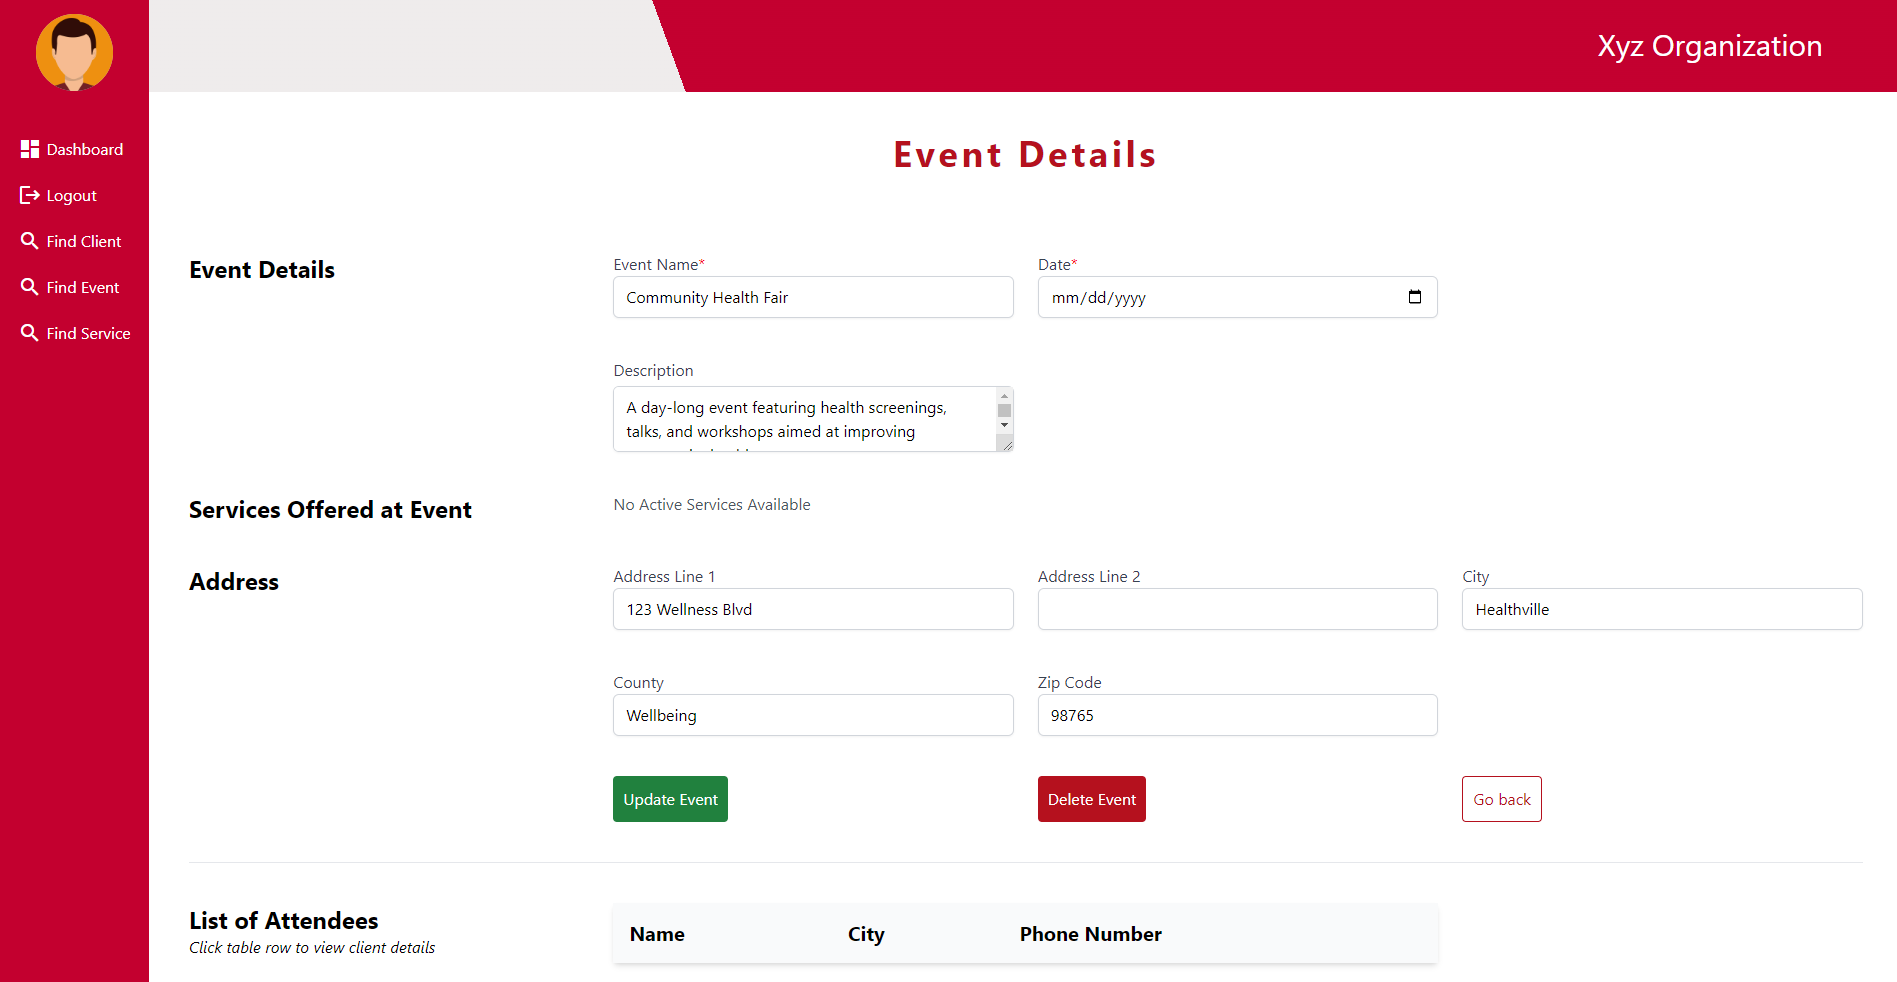 Xyz Organization
Dashboard
Logout
Find Client
Find Event
Find Service
Event Details
Event Details
Event Name*
Date*
Community Health Fair
mm/dd/yyyy
Description
A day-long event featuring health screenings,
talks, and workshops aimed at improving
Services Offered at Event
No Active Services Available
Address
Address Line 1
Address Line 2
City
123 Wellness Blvd
Healthville
County
Zip Code
Wellbeing
98765
Update Event
Delete Event
Go back
List of Attendees
Click table row to view client details
Name
City
Phone Number